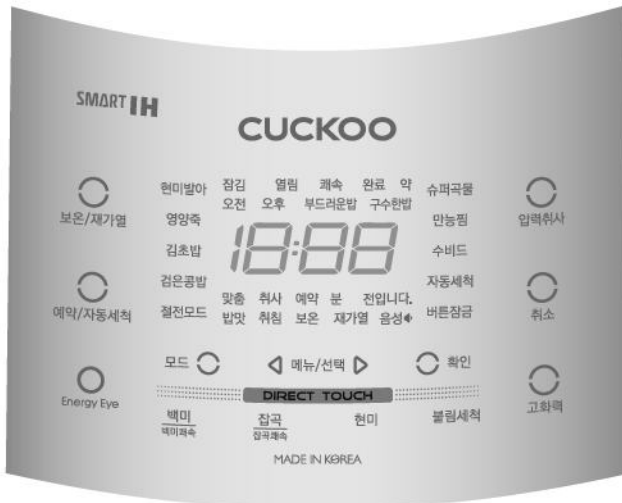 SMART IH
CUCKOO
현미발아 잠김 열림 쾌속 완료 약 슈퍼곡물
오전 오후 부드러운밥 구수한밥
보온/재가열 영양죽 18:88 만능찜 압력취사
김초밥 수비드
검은콩밥 자동세척
맞춤 취사 예약 분 전입니다.
예약/자동세척 절전모드 밥맛 취침 보온 재가열 음성 버튼잠금 취소
모드 메뉴/선택 확인
Energy Eye DIRECT TOUCH 고화력
백미 잡곡 현미 불림세척
백미쾌속 잡곡쾌속
MADE IN KOREA